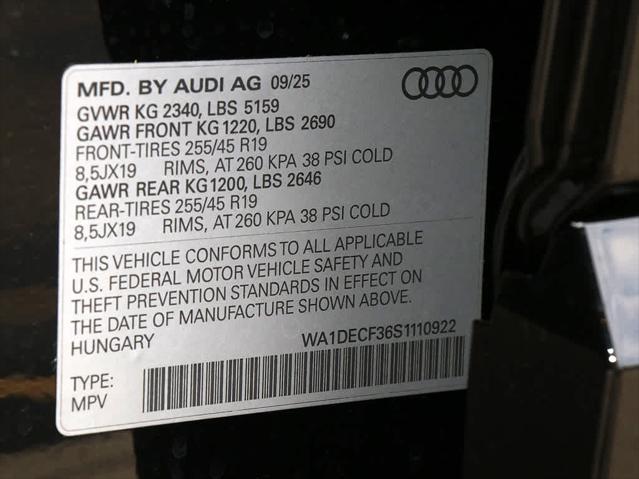 MFD. BY AUDI AG 09/25
GVWR KG 2340, LBS 5159
GAWR FRONT KG 1220, LBS 2690
FRONT-TIRES 255/45 R19
8,5JX19 RIMS, AT 260 KPA 38 PSI COLD
GAWR REAR KG 1200, LBS 2646
REAR-TIRES 255/45 R19
8,5JX19 RIMS, AT 260 KPA 38 PSI COLD
THIS VEHICLE CONFORMS TO ALL APPLICABLE
U.S. FEDERAL MOTOR VEHICLE SAFETY AND
THEFT PREVENTION STANDARDS IN EFFECT ON
THE DATE OF MANUFACTURE SHOWN ABOVE.
HUNGARY
WA1DECF36S1110922
TYPE:
MPV